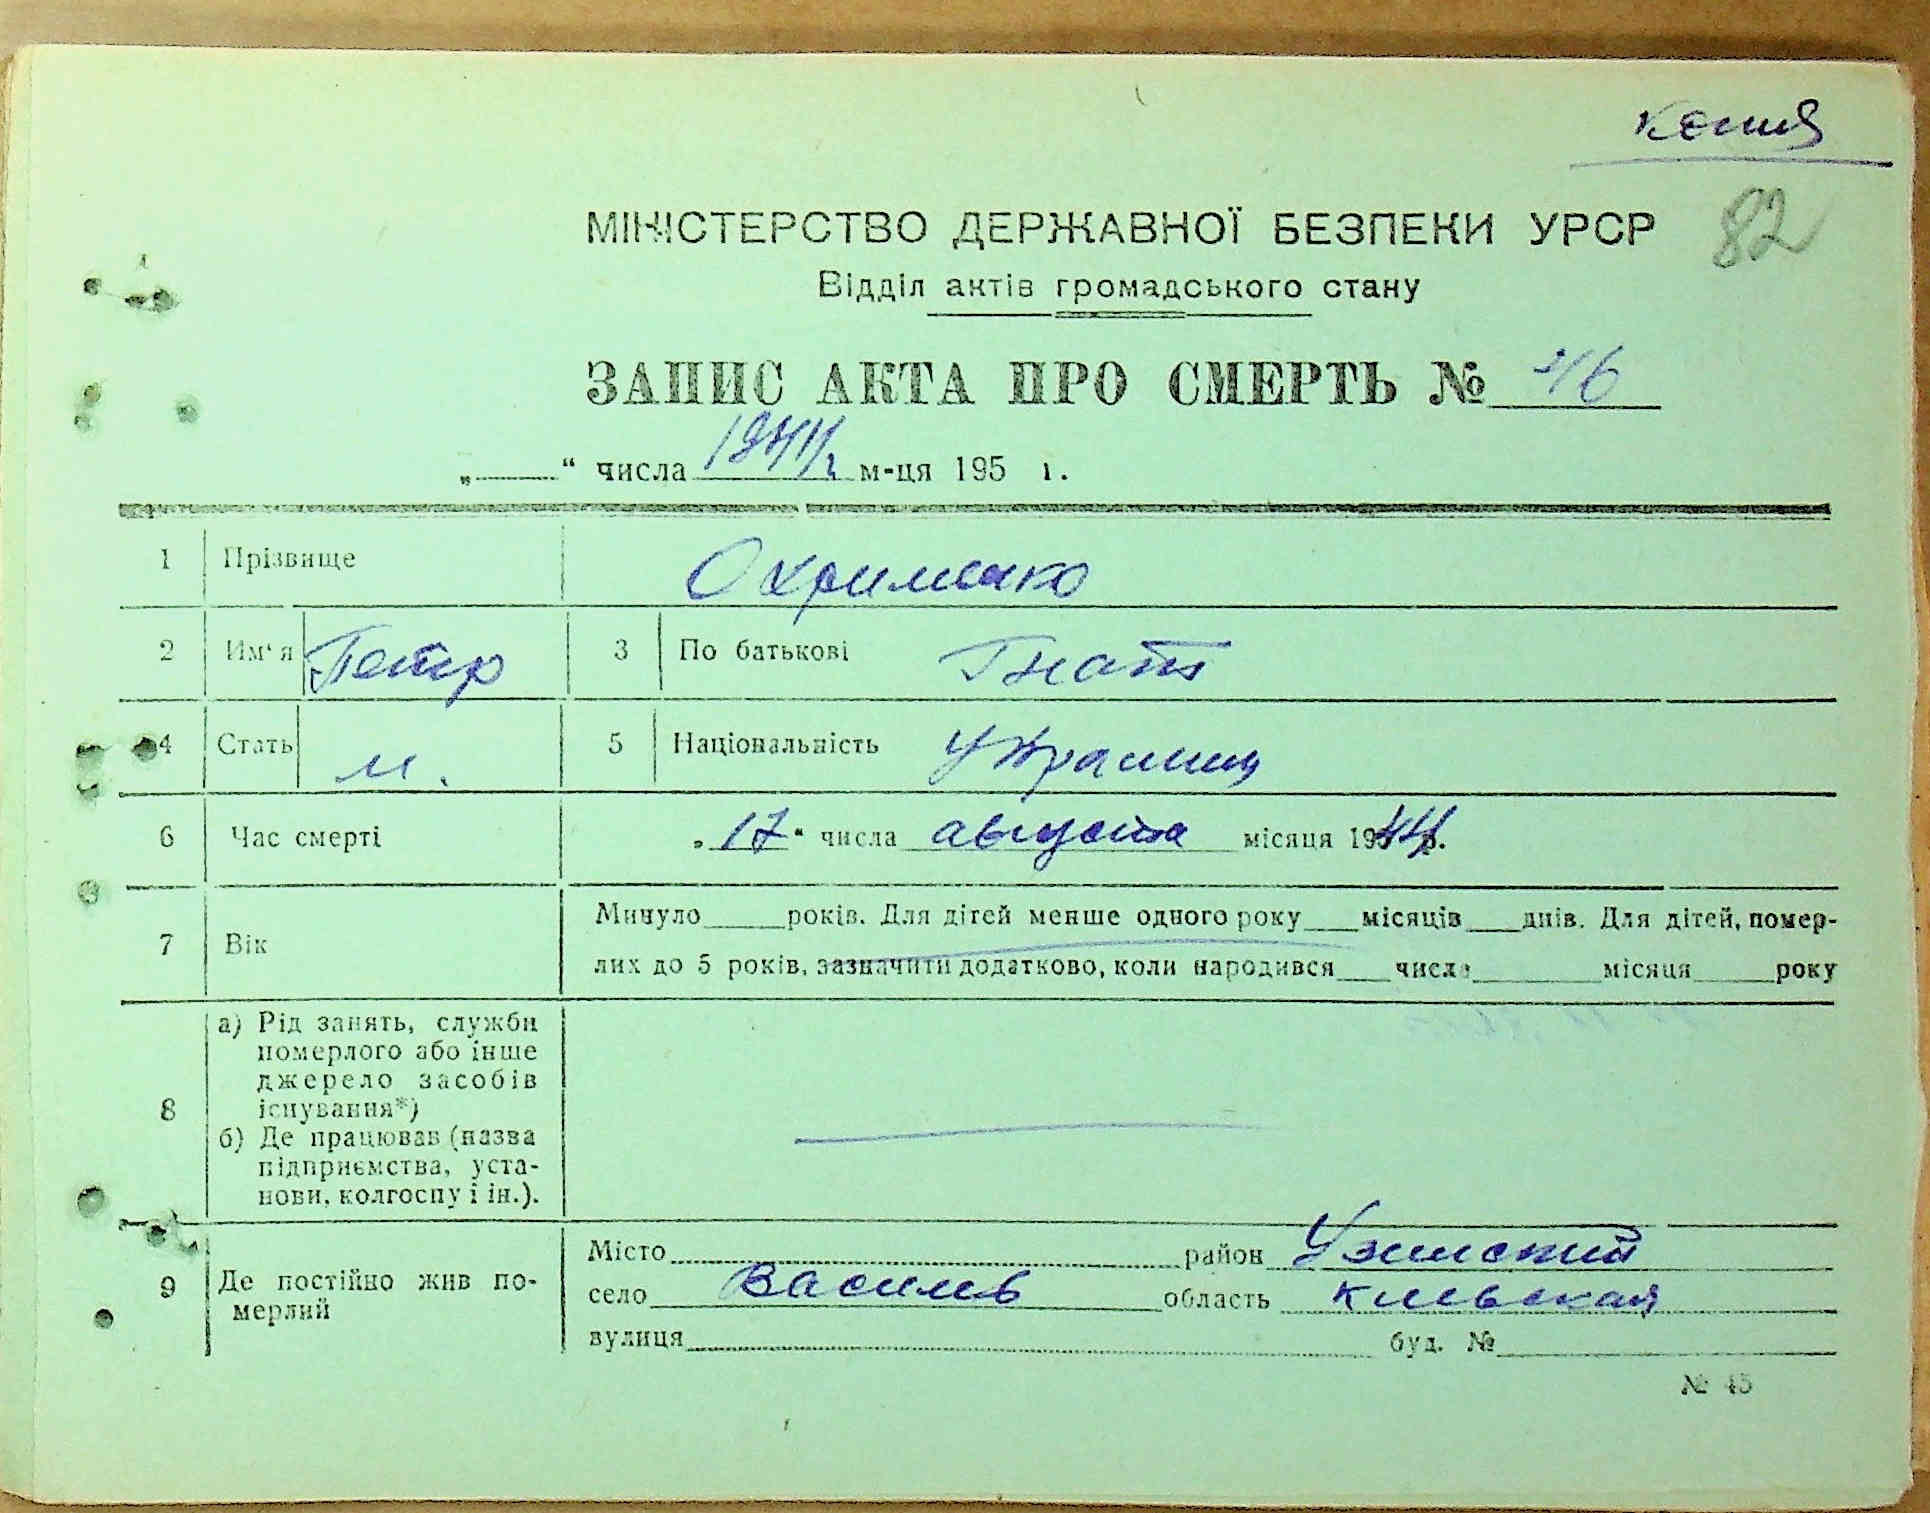 копия
82
МІНІСТЕРСТВО ДЕРЖАВНОЇ БЕЗПЕКИ УРСР
Відділ актів громадського стану
ЗАПИС АКТА ПРО СМЕРТЬ № 46
„ “ числа 1944 г м-ця 195 г.
1 Прізвище Охрименко
2 Им‘я Петр 3 По батькові Гнат
4 Стать м. 5 Національність Украинец
6 Час смерті „17“ числа августа місяця 1944
7 Вік Минуло років. Для дітей менше одного року місяців днів. Для дітей, помер-
лих до 5 років, зазначити додатково, коли народився числа місяця року
8 а) Рід занять, служби
померлого або інше
джерело засобів
існування*)
б) Де працював (назва
підприємства, уста-
нови, колгоспу і ін.).
9 Де постійно жив по-
мерлий
Місто район Узинский
село Василев область Киевская
вулиця буд. №
№ 45